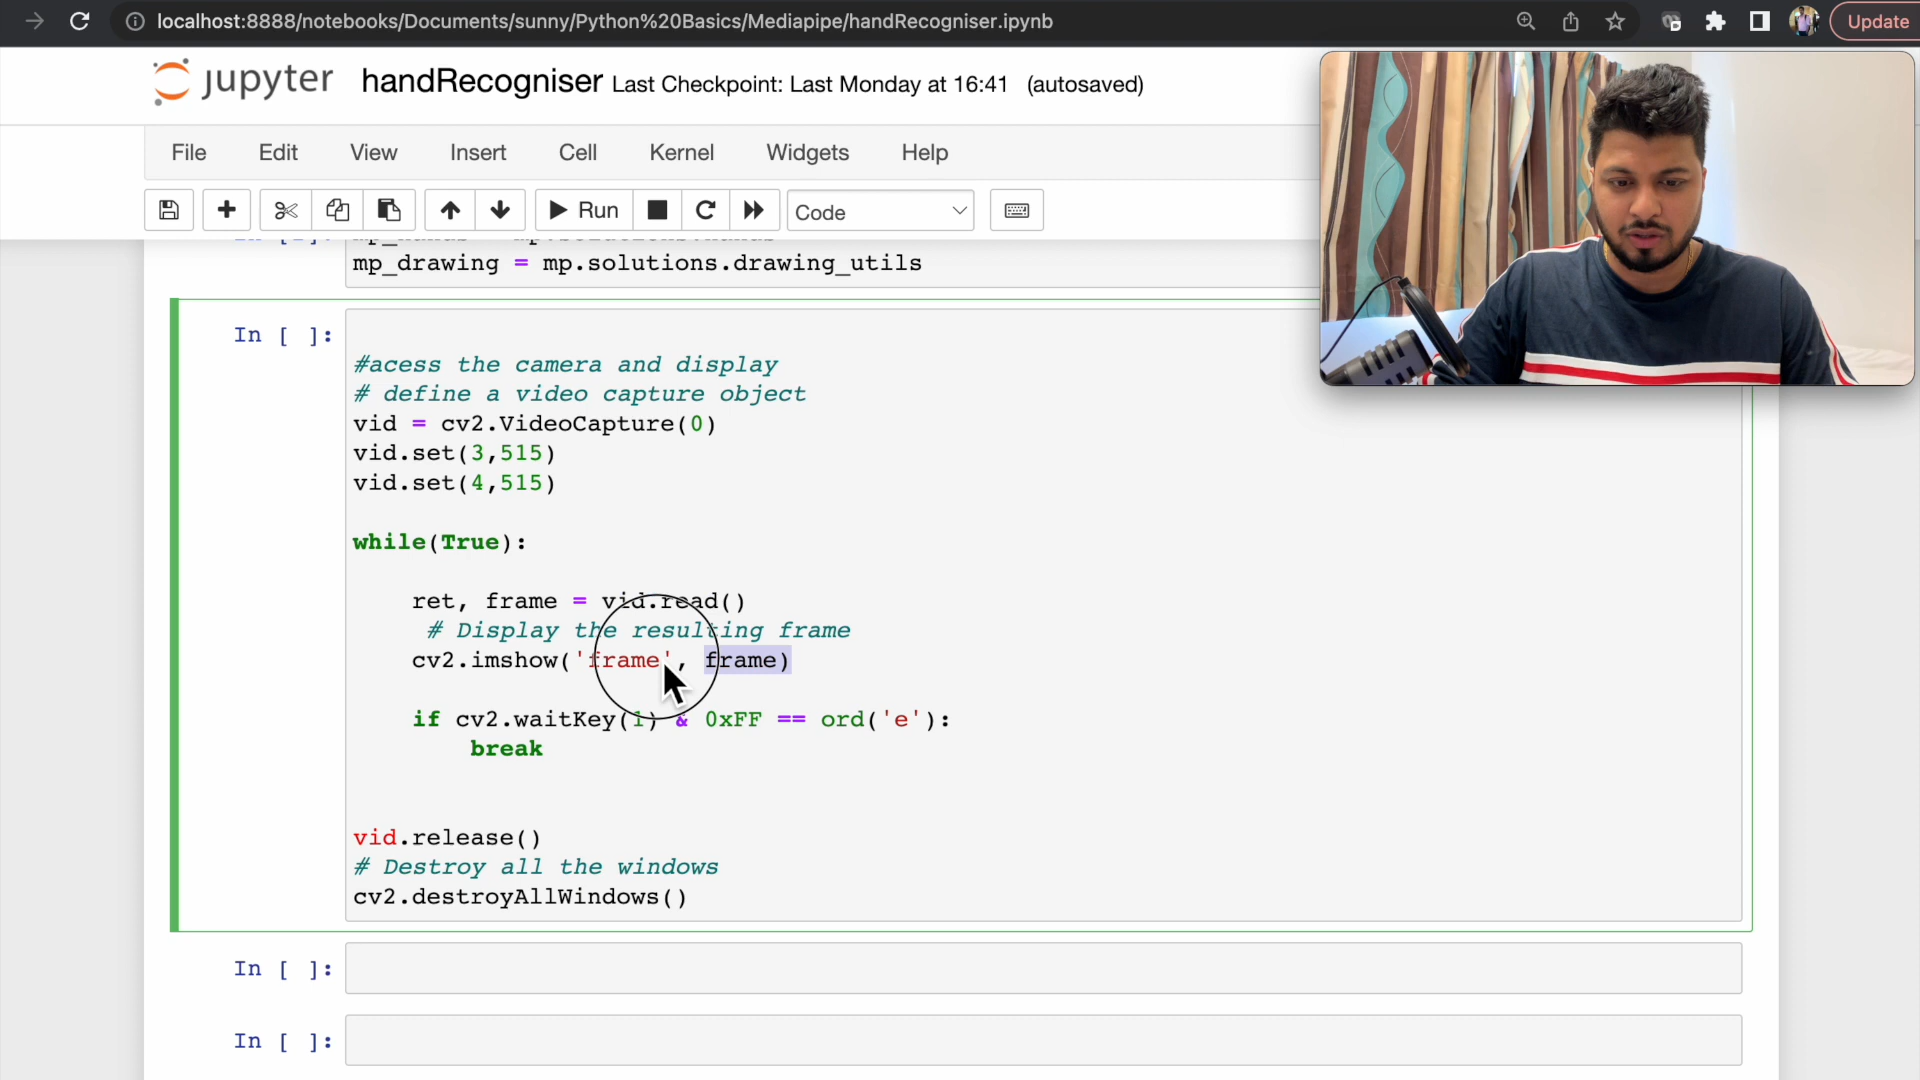 localhost:8888/notebooks/Documents/sunny/Python%20Basics/Mediapipe/handRecogniser.ipynb
Update
jupyter handRecogniser Last Checkpoint: Last Monday at 16:41 (autosaved)
File Edit View Insert Cell Kernel Widgets Help
Run Code
mp_drawing = mp.solutions.drawing_utils
In [ ]:
#acess the camera and display
# define a video capture object
vid = cv2.VideoCapture(0)
vid.set(3,515)
vid.set(4,515)
while(True):
ret, frame = vid.read()
# Display the resulting frame
cv2.imshow('frame', frame)
if cv2.waitKey(1) & 0xFF == ord('e'):
break
vid.release()
# Destroy all the windows
cv2.destroyAllWindows()
In [ ]:
In [ ]: